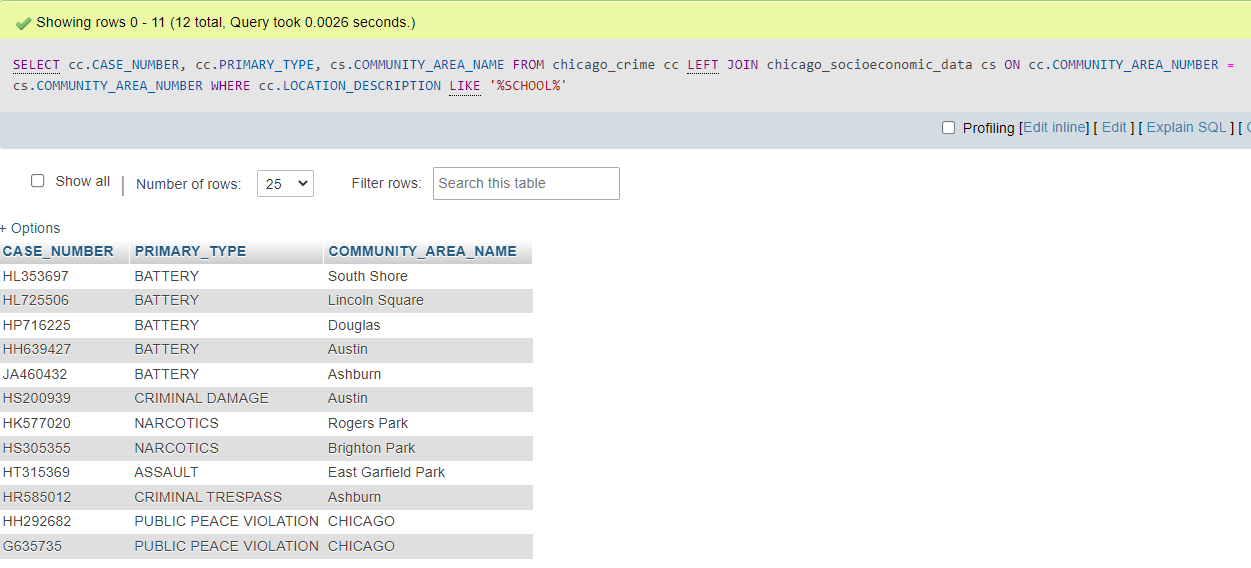 Showing rows 0 - 11 (12 total, Query took 0.0026 seconds.)
SELECT cc.CASE_NUMBER, cc.PRIMARY_TYPE, cs.COMMUNITY_AREA_NAME FROM chicago_crime cc LEFT JOIN chicago_socioeconomic_data cs ON cc.COMMUNITY_AREA_NUMBER =
cs.COMMUNITY_AREA_NUMBER WHERE cc.LOCATION_DESCRIPTION LIKE '%SCHOOL%'
Profiling [Edit inline] [ Edit ] [ Explain SQL ] [
Show all | Number of rows: 25 Filter rows: Search this table
+ Options
CASE_NUMBER PRIMARY_TYPE COMMUNITY_AREA_NAME
HL353697 BATTERY South Shore
HL725506 BATTERY Lincoln Square
HP716225 BATTERY Douglas
HH639427 BATTERY Austin
JA460432 BATTERY Ashburn
HS200939 CRIMINAL DAMAGE Austin
HK577020 NARCOTICS Rogers Park
HS305355 NARCOTICS Brighton Park
HT315369 ASSAULT East Garfield Park
HR585012 CRIMINAL TRESPASS Ashburn
HH292682 PUBLIC PEACE VIOLATION CHICAGO
G635735 PUBLIC PEACE VIOLATION CHICAGO